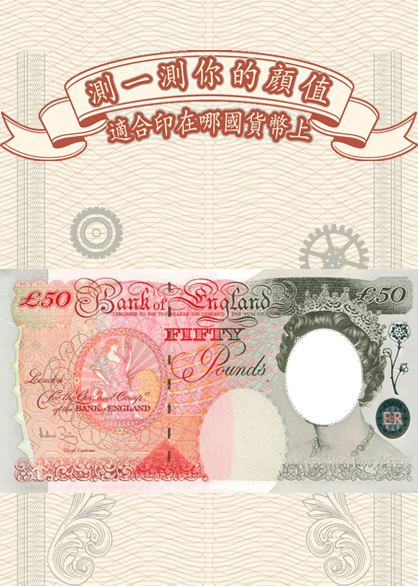 測一測你的顏值
適合印在哪國貨幣上
£50
Bank of England
£50
I PROMISE TO PAY THE BEARER ON DEMAND THE SUM OF
FIFTY
Pounds
London
For the Gov.r and Comp.a
of the BANK of ENGLAND
Chief Cashier
ER